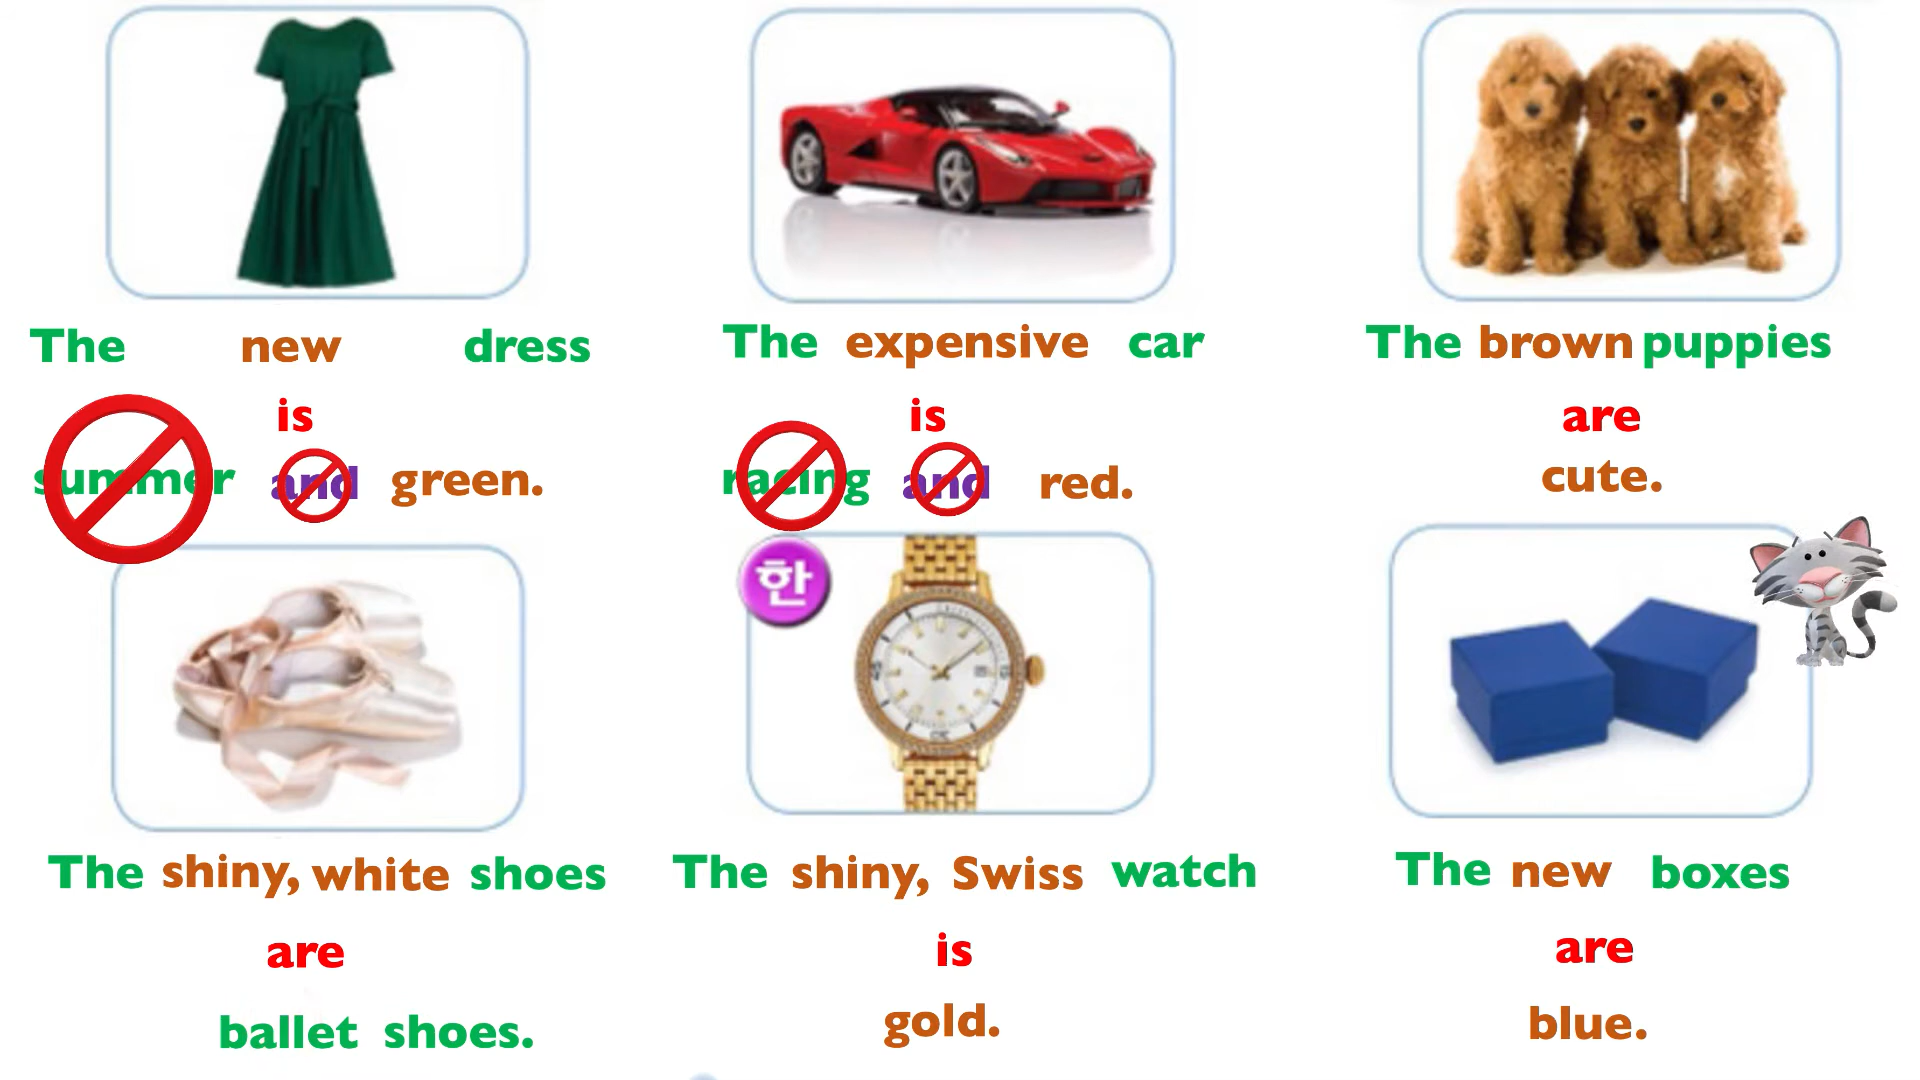 The new dress
is
summer and green.
The expensive car
is
racing and red.
The brown puppies
are
cute.
The shiny, white shoes
are
ballet shoes.
한
The shiny, Swiss watch
is
gold.
The new boxes
are
blue.